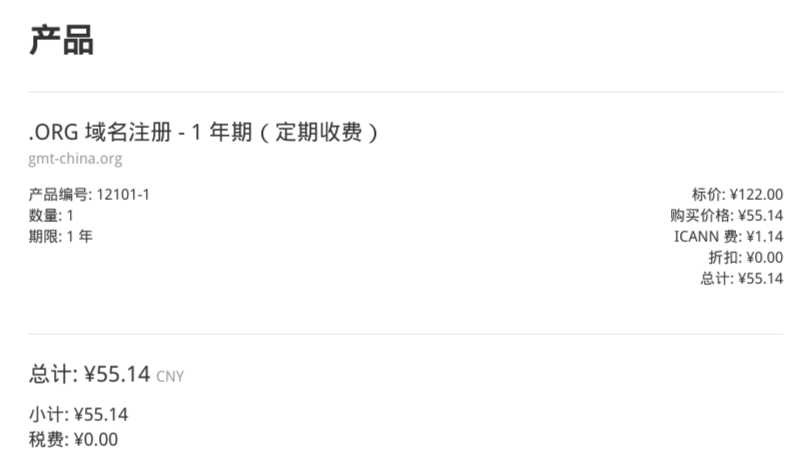 产品
.ORG 域名注册 - 1 年期（定期收费）
gmt-china.org
产品编号: 12101-1
数量: 1
期限: 1 年
标价: ¥122.00
购买价格: ¥55.14
ICANN 费: ¥1.14
折扣: ¥0.00
总计: ¥55.14
总计: ¥55.14 CNY
小计: ¥55.14
税费: ¥0.00